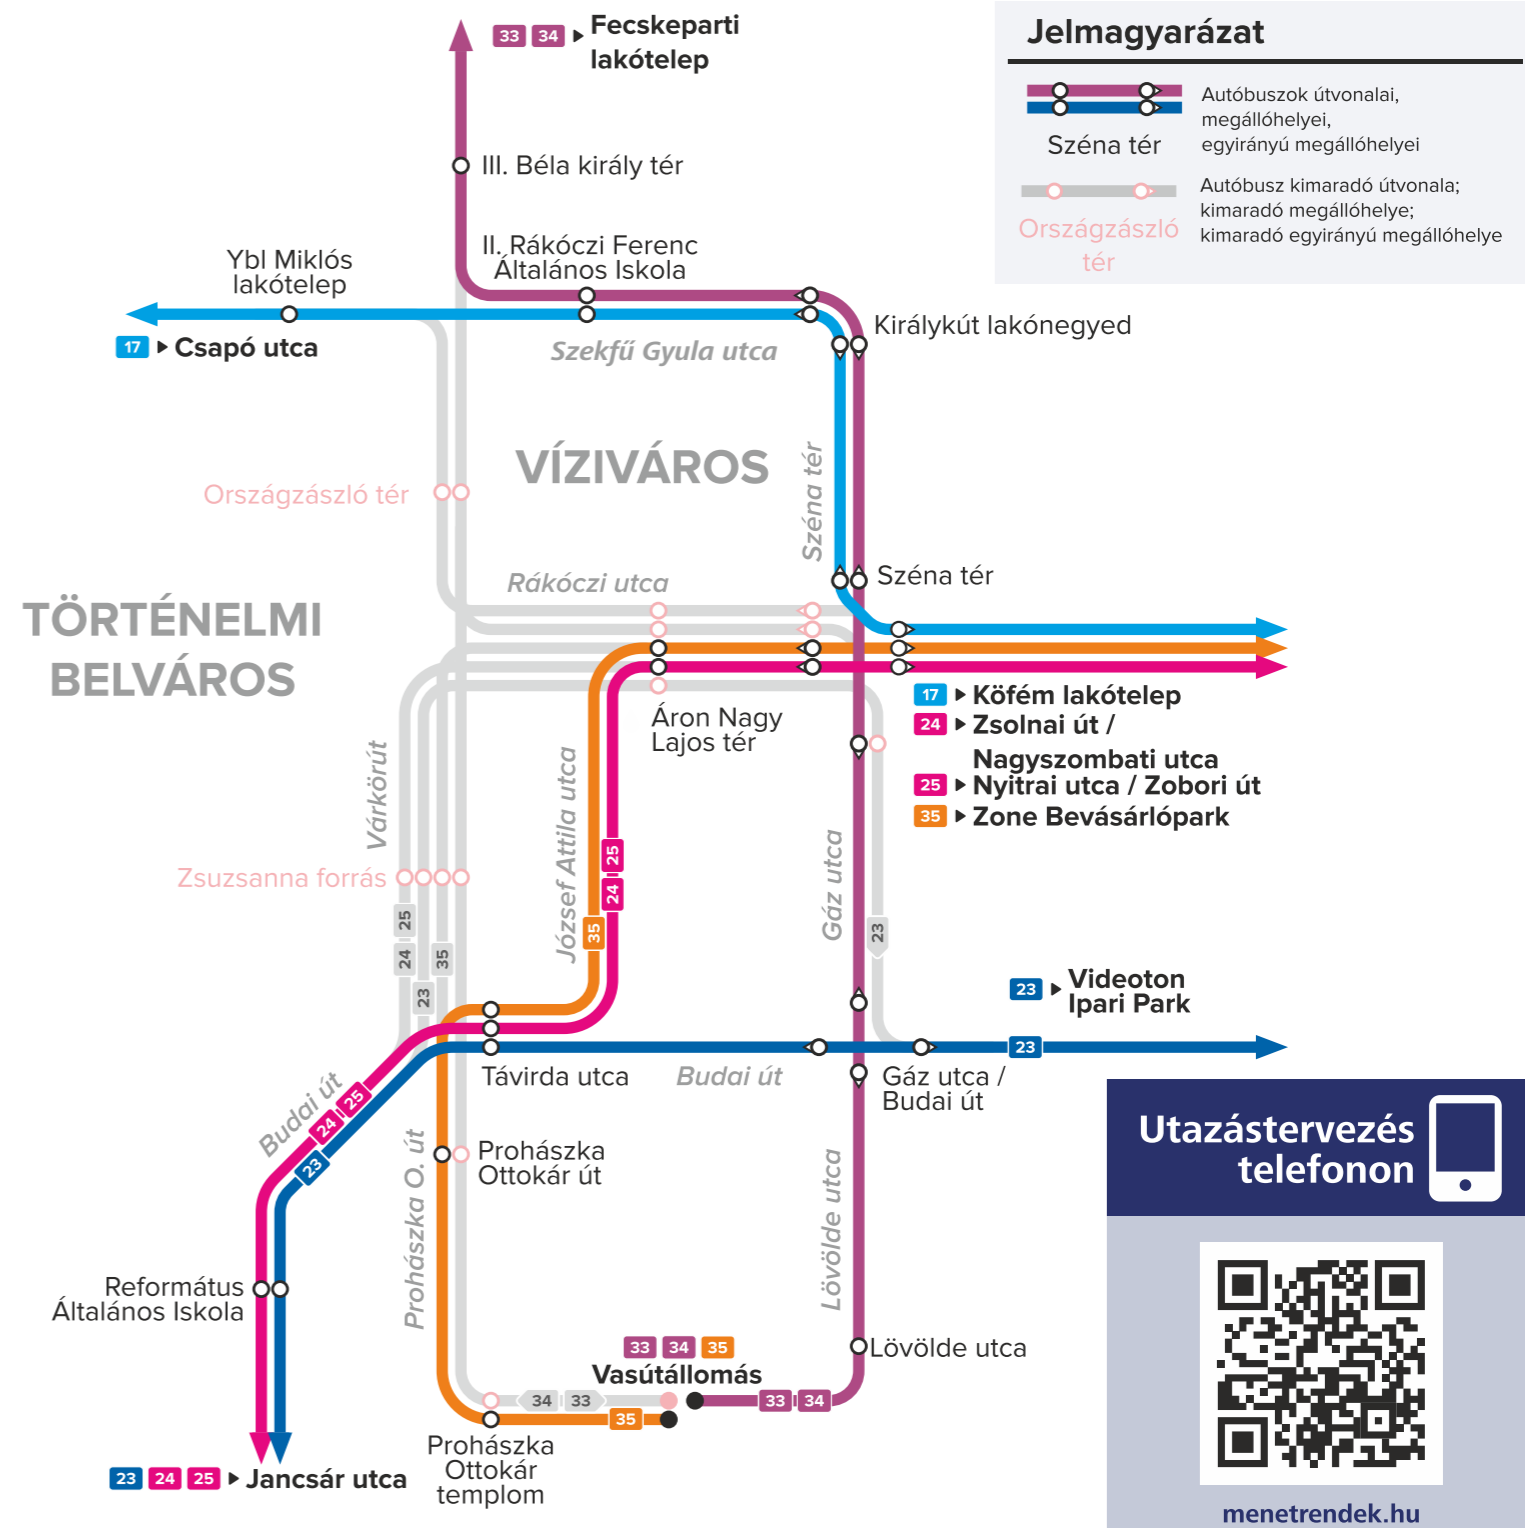 33 34 Fecskeparti
lakótelep
Jelmagyarázat
Autóbuszok útvonalai,
megállóhelyei,
egyirányú megállóhelyei
Széna tér
Autóbusz kimaradó útvonala;
kimaradó megállóhelye;
kimaradó egyirányú megállóhelye
Országzászló
tér
III. Béla király tér
II. Rákóczi Ferenc
Általános Iskola
Ybl Miklós
lakótelep
Királykút lakónegyed
17 Csapó utca
Szekfű Gyula utca
VÍZIVÁROS
Széna tér
Országzászló tér
Széna tér
Rákóczi utca
TÖRTÉNELMI
BELVÁROS
Áron Nagy
Lajos tér
17 Köfém lakótelep
24 Zsolnai út /
Nagyszombati utca
25 Nyitrai utca / Zobori út
35 Zone Bevásárlópark
Várkörút
József Attila utca
Gáz utca
Zsuzsanna forrás
25
24
35
23
25
24
35
23
23 Videoton
Ipari Park
23
Távirda utca
Budai út
Gáz utca /
Budai út
Budai út
24 25
23
Prohászka
Ottokár út
Prohászka O. út
Lövölde utca
Református
Általános Iskola
33 34 35
Vasútállomás
Lövölde utca
34 33
33 34
35
Prohászka
Ottokár
templom
23 24 25 Jancsár utca
Utazástervezés
telefonon
menetrendek.hu